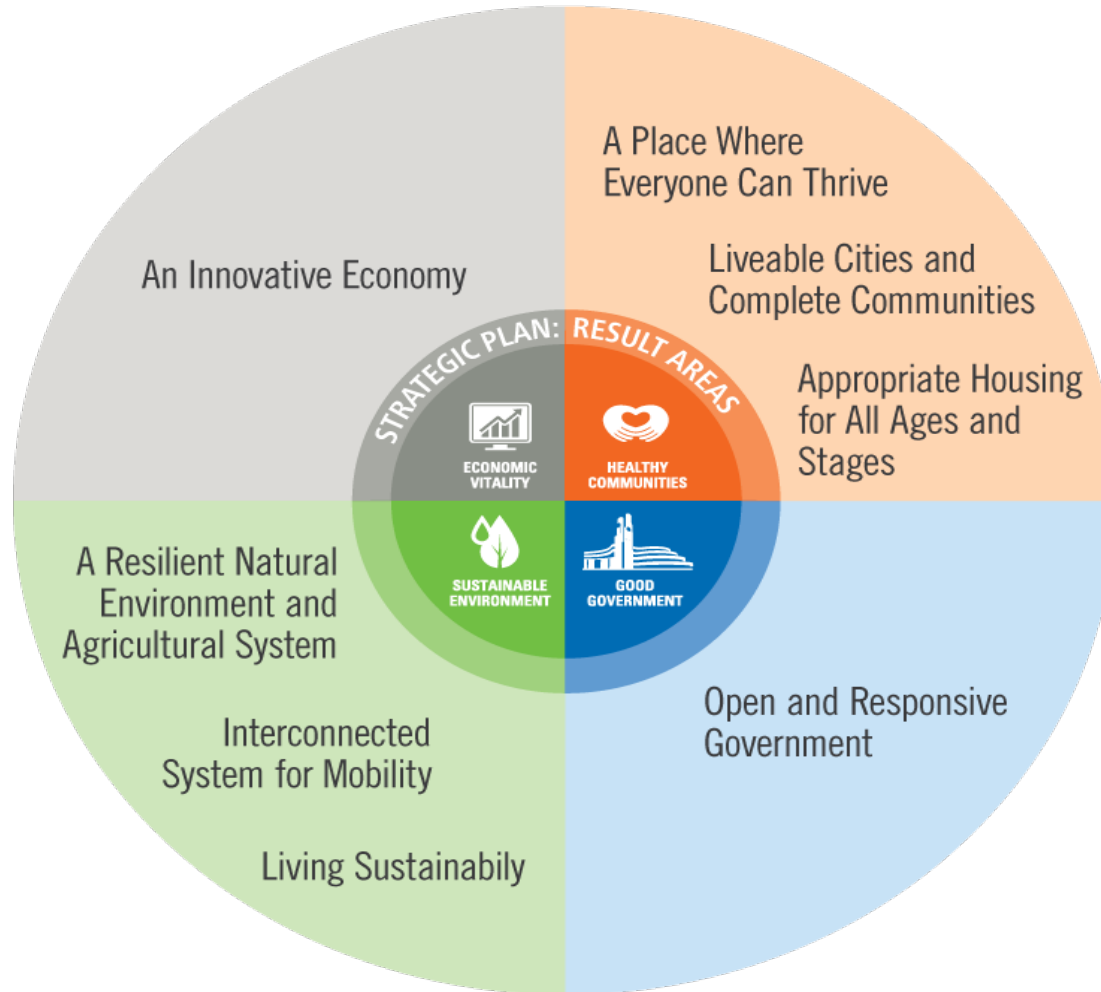 A Place Where
Everyone Can Thrive
Liveable Cities and
Complete Communities
Appropriate Housing
for All Ages and
Stages
An Innovative Economy
STRATEGIC PLAN: RESULT AREAS
ECONOMIC
VITALITY
HEALTHY
COMMUNITIES
SUSTAINABLE
ENVIRONMENT
GOOD
GOVERNMENT
A Resilient Natural
Environment and
Agricultural System
Interconnected
System for Mobility
Living Sustainabily
Open and Responsive
Government